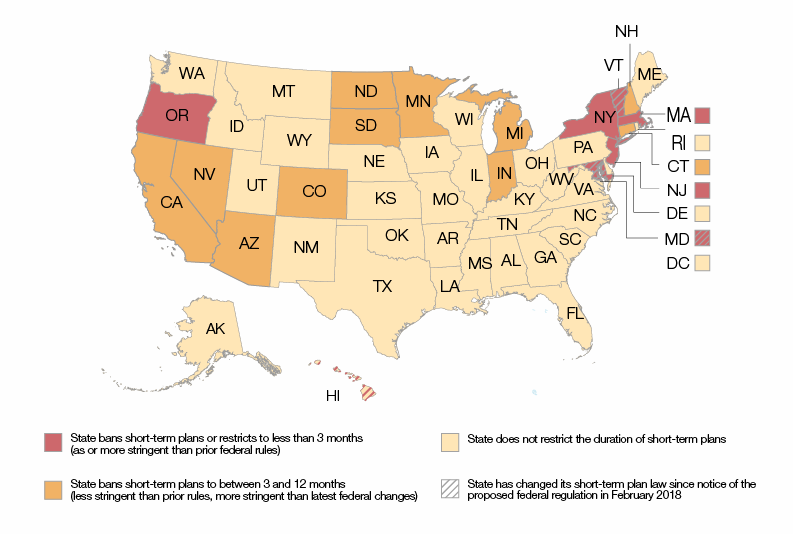 NH
VT
WA
ME
MT
ND
MN
OR
NY
MA
ID
SD
WI
MI
RI
WY
PA
IA
NE
OH
CT
NV
IL
IN
UT
CO
WV
NJ
CA
KS
MO
KY
VA
DE
NC
TN
OK
AR
SC
MD
AZ
NM
MS
AL
GA
DC
TX
LA
FL
AK
HI
State bans short-term plans or restricts to less than 3 months
(as or more stringent than prior federal rules)
State does not restrict the duration of short-term plans
State bans short-term plans to between 3 and 12 months
(less stringent than prior rules, more stringent than latest federal changes)
State has changed its short-term plan law since notice of the
proposed federal regulation in February 2018